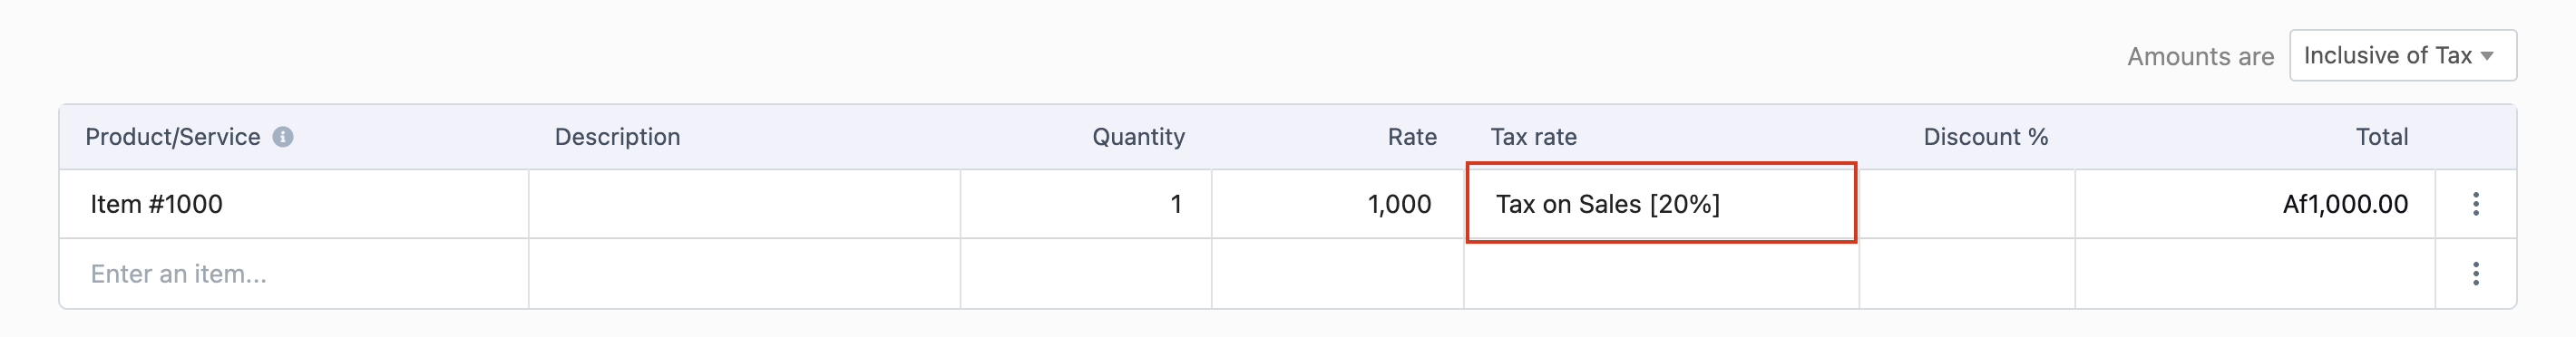 Amounts are Inclusive of Tax
Product/Service Description Quantity Rate Tax rate Discount % Total
Item #1000 1 1,000 Tax on Sales [20%] Af1,000.00
Enter an item...